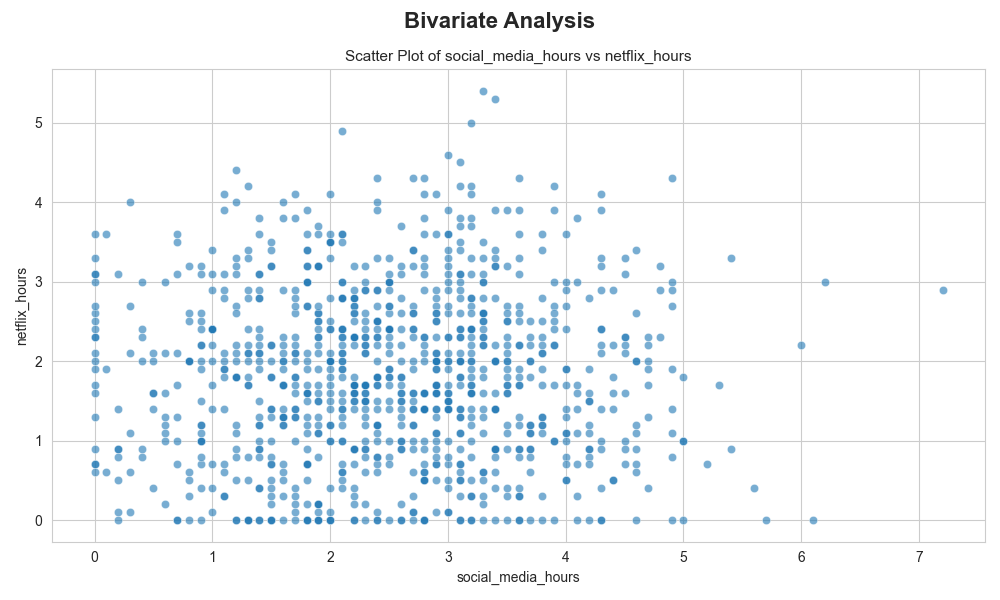 Bivariate Analysis
Scatter Plot of social_media_hours vs netflix_hours
netflix_hours
5
4
3
2
1
0
0 1 2 3 4 5 6 7
social_media_hours